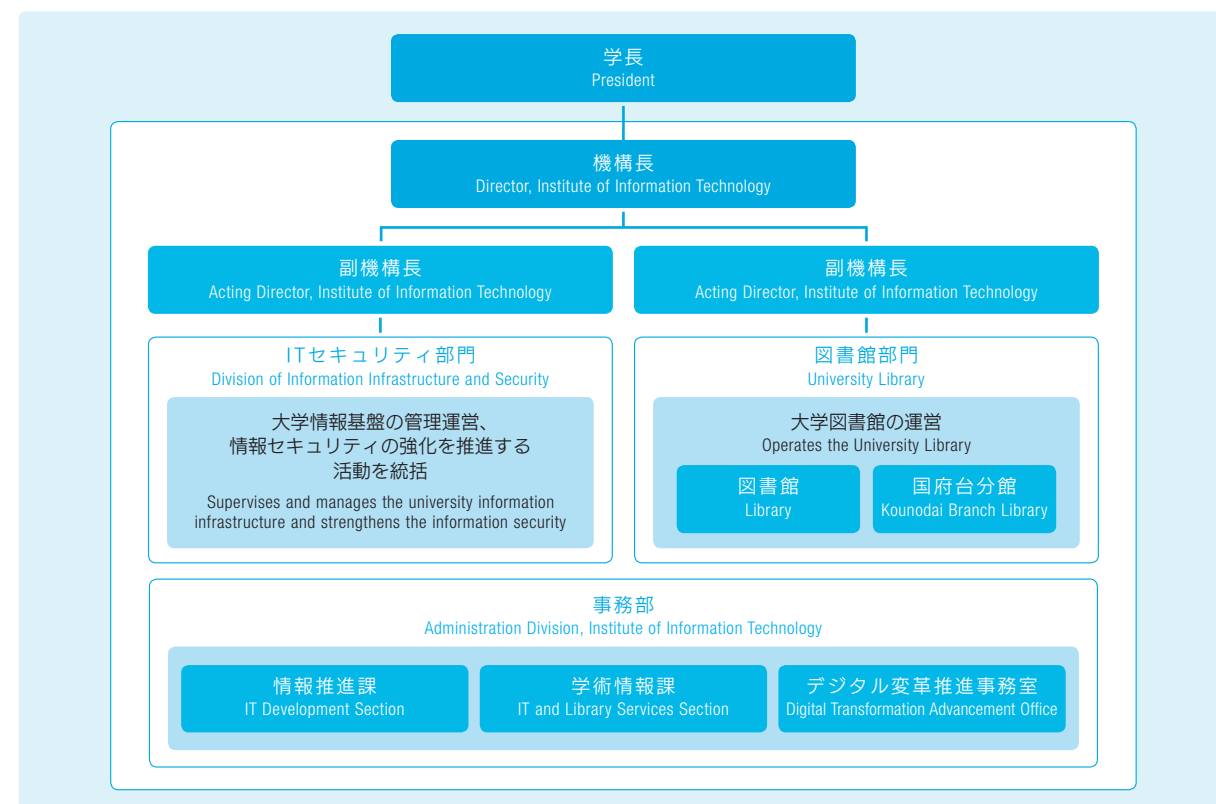 学長
President
機構長
Director, Institute of Information Technology
副機構長
Acting Director, Institute of Information Technology
副機構長
Acting Director, Institute of Information Technology
ITセキュリティ部門
Division of Information Infrastructure and Security
大学情報基盤の管理運営、
情報セキュリティの強化を推進する
活動を統括
Supervises and manages the university information
infrastructure and strengthens the information security
図書館部門
University Library
大学図書館の運営
Operates the University Library
図書館
Library
国府台分館
Kounodai Branch Library
事務部
Administration Division, Institute of Information Technology
情報推進課
IT Development Section
学術情報課
IT and Library Services Section
デジタル変革推進事務室
Digital Transformation Advancement Office